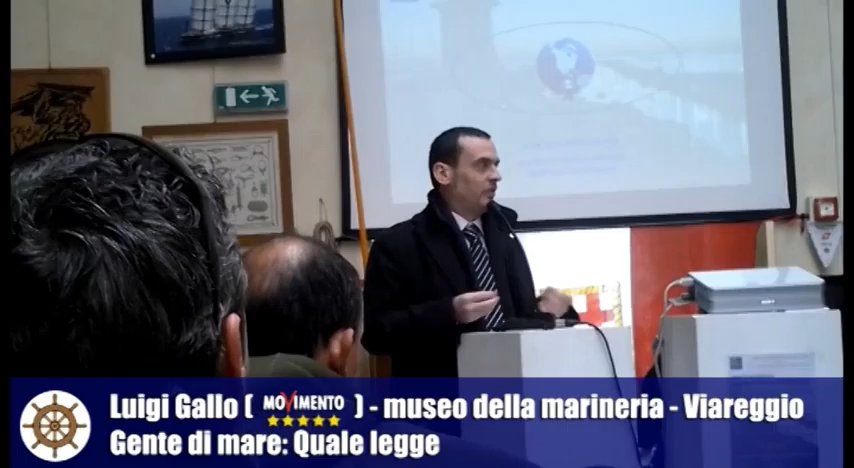 Luigi Gallo ( MOVIMENTO ) - museo della marineria - Viareggio
Gente di mare: Quale legge